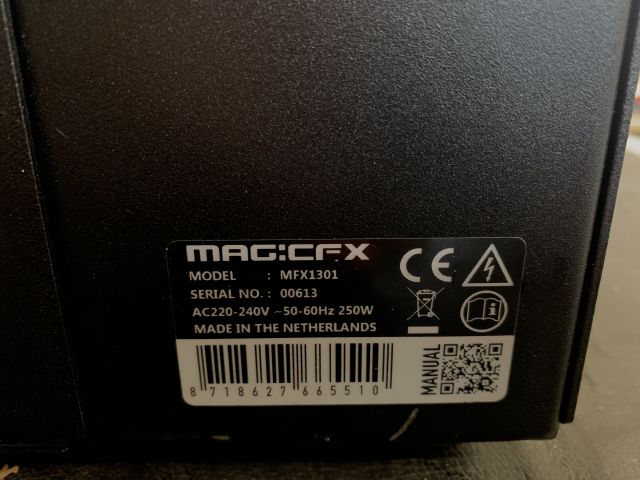 MAGICFX
MODEL : MFX1301
SERIAL NO. : 00613
AC220-240V ~50-60Hz 250W
MADE IN THE NETHERLANDS
CE
8 718627 665510
MANUAL